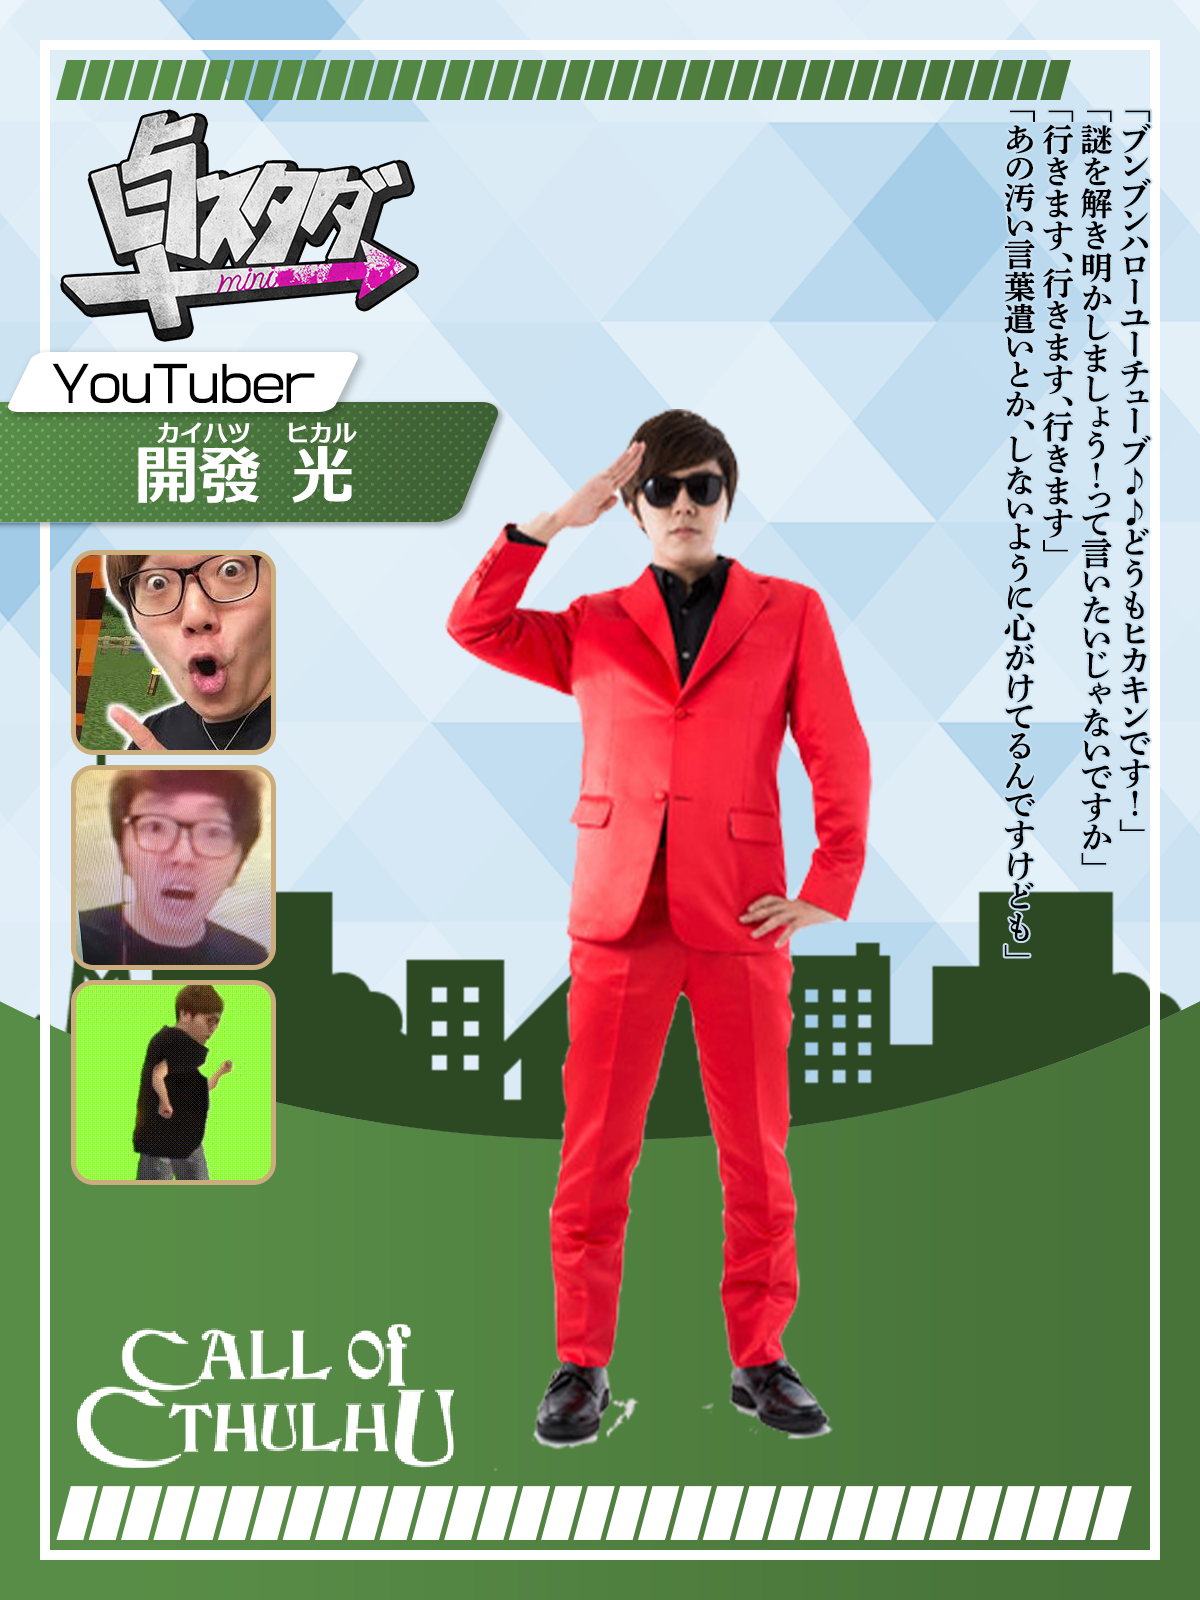 「ブンブンハローユーチューブ♪♪どうもヒカキンです！」
「謎を解き明かしましょう！って言いたいじゃないですか」
「行きます、行きます、行きます」
「あの汚い言葉遣いとか、しないように心がけてるんですけども」
卓スタダ
mini
YouTuber
カイハツ ヒカル
開發 光
CALL Of
CTHULHU